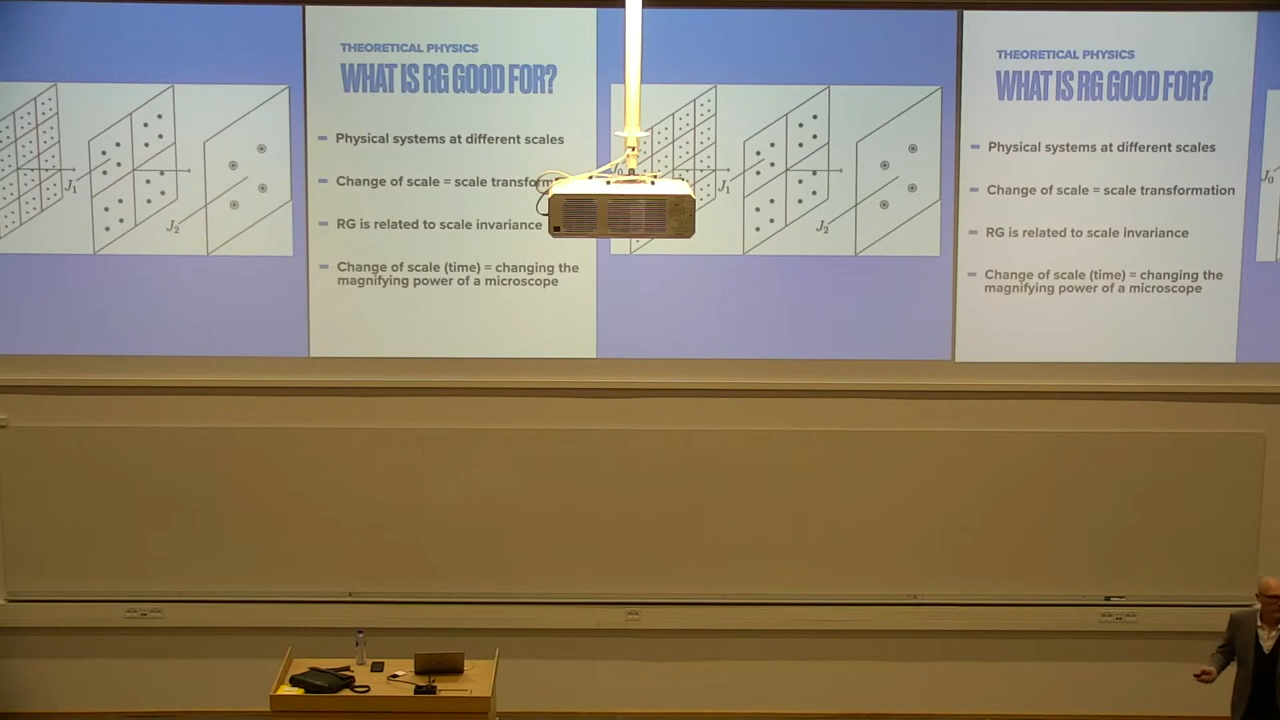 THEORETICAL PHYSICS
WHAT IS RG GOOD FOR?
Physical systems at different scales
Change of scale = scale transform
RG is related to scale invariance
Change of scale (time) = changing the
magnifying power of a microscope
J1
J2
THEORETICAL PHYSICS
WHAT IS RG GOOD FOR?
Physical systems at different scales
Change of scale = scale transformation
RG is related to scale invariance
Change of scale (time) = changing the
magnifying power of a microscope
J1
J2
J0